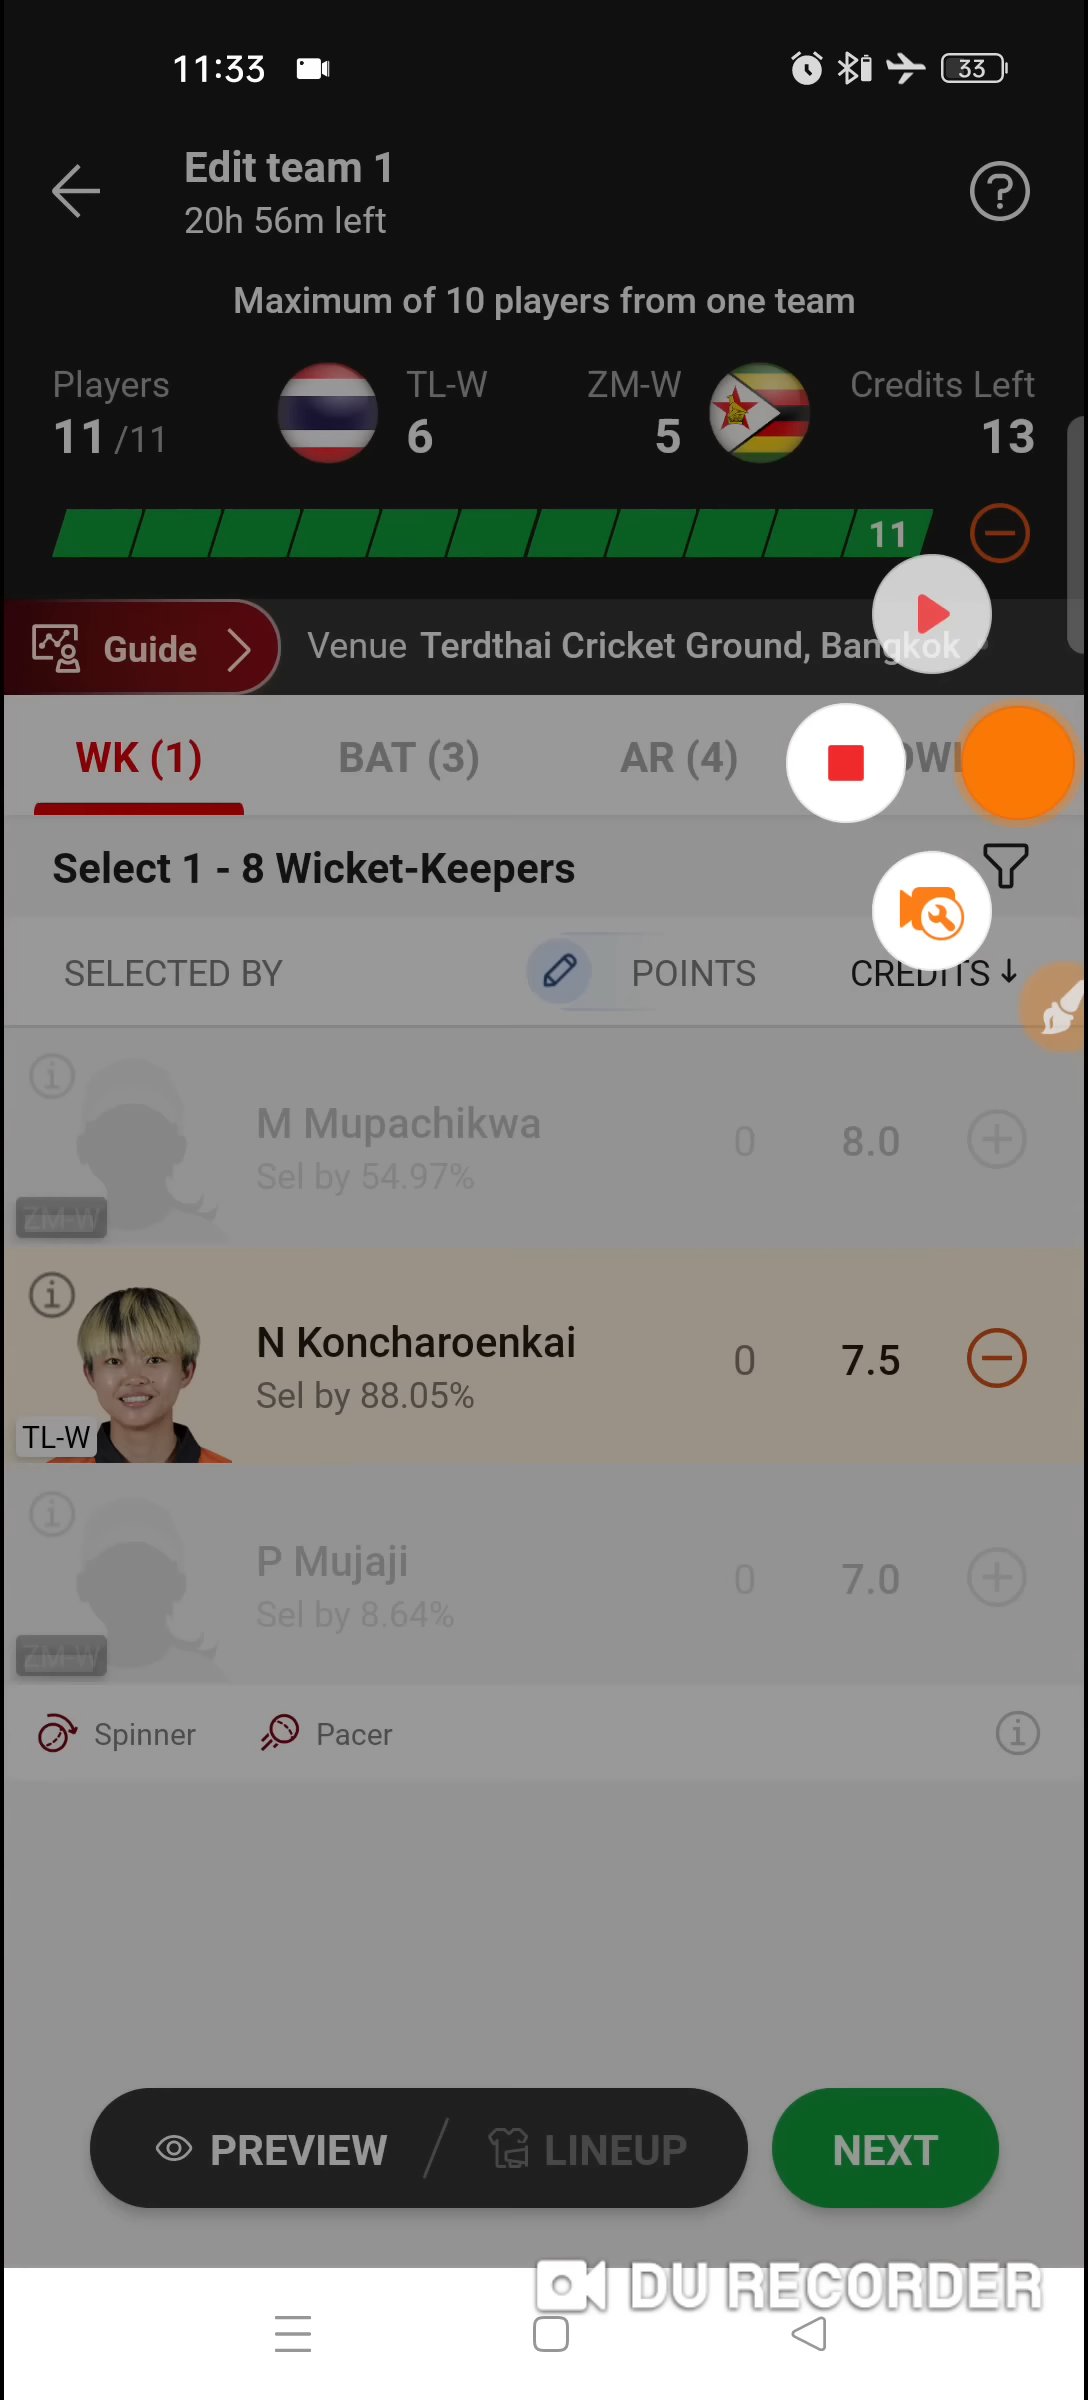 11:33
33
Edit team 1
20h 56m left
Maximum of 10 players from one team
Players TL-W ZM-W Credits Left
11/11 6 5 13
11
Guide Venue Terdthai Cricket Ground, Bangkok
WK (1) BAT (3) AR (4)
Select 1 - 8 Wicket-Keepers
SELECTED BY POINTS CREDITS ↓
M Mupachikwa 0 8.0
Sel by 54.97%
ZM-W
N Koncharoenkai 0 7.5
Sel by 88.05%
TL-W
P Mujaji 0 7.0
Sel by 8.64%
ZM-W
Spinner Pacer
PREVIEW / LINEUP NEXT
DU RECORDER